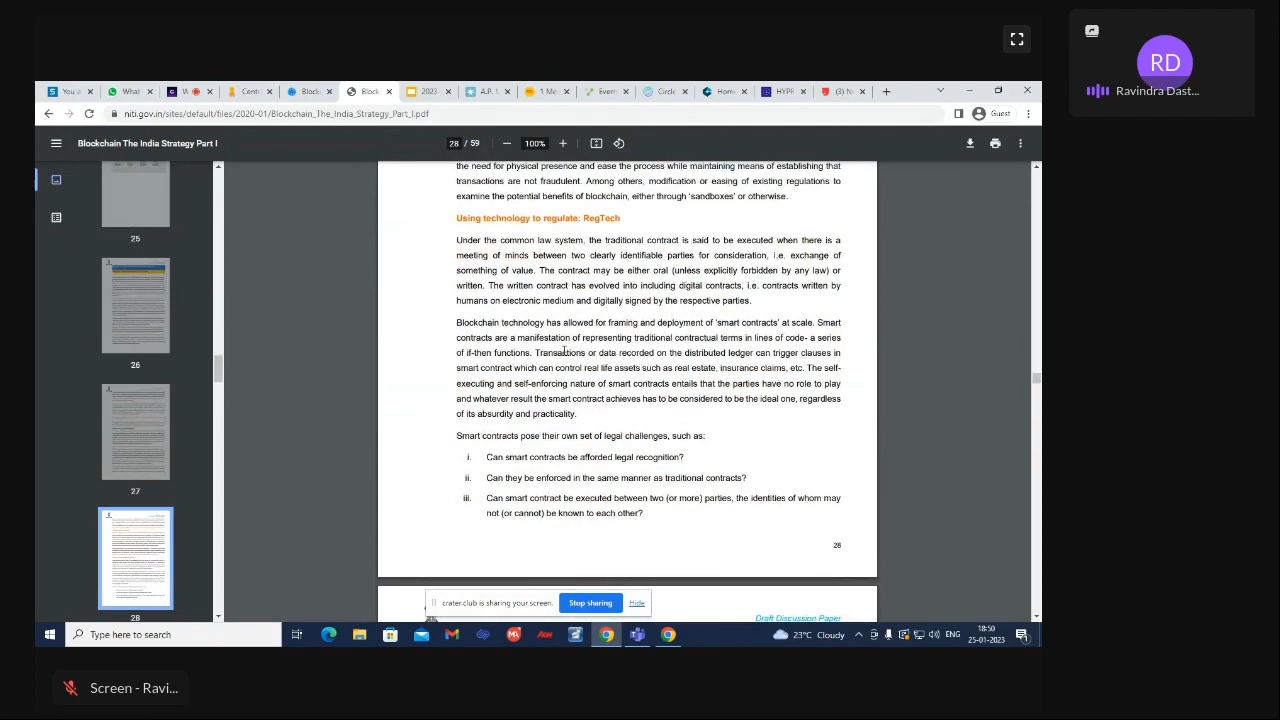 RD
Ravindra Dast...
You a
What
W
Cent
Block
Block
2023-
A.P. \
1 Me
Ever
Circle
Hom
HYPE
(3) N
niti.gov.in/sites/default/files/2020-01/Blockchain_The_India_Strategy_Part_I.pdf
Guest
Blockchain The India Strategy Part I
28 / 59
100%
25
26
27
28
the need for physical presence and ease the process while maintaining means of establishing that
transactions are not fraudulent. Among others, modification or easing of existing regulations to
examine the potential benefits of blockchain, either through 'sandboxes' or otherwise.
Using technology to regulate: RegTech
Under the common law system, the traditional contract is said to be executed when there is a
meeting of minds between two clearly identifiable parties for consideration, i.e. exchange of
something of value. The contract may be either oral (unless explicitly forbidden by any law) or
written. The written contract has evolved into including digital contracts, i.e. contracts written by
humans on electronic medium and digitally signed by the respective parties.
Blockchain technology has allowed for framing and deployment of 'smart contracts' at scale. Smart
contracts are a manifestation of representing traditional contractual terms in lines of code- a series
of if-then functions. Transactions or data recorded on the distributed ledger can trigger clauses in
smart contract which can control real life assets such as real estate, insurance claims, etc. The self-
executing and self-enforcing nature of smart contracts entails that the parties have no role to play
and whatever result the smart contract achieves has to be considered to be the ideal one, regardless
of its absurdity and practicality.
Smart contracts pose their own set of legal challenges, such as:
i. Can smart contracts be afforded legal recognition?
ii. Can they be enforced in the same manner as traditional contracts?
iii. Can smart contract be executed between two (or more) parties, the identities of whom may
not (or cannot) be known to each other?
28
Draft Discussion Paper
crater.club is sharing your screen.
Stop sharing
Hide
Type here to search
23°C Cloudy
ENG
18:50
25-01-2023
Screen - Ravi...